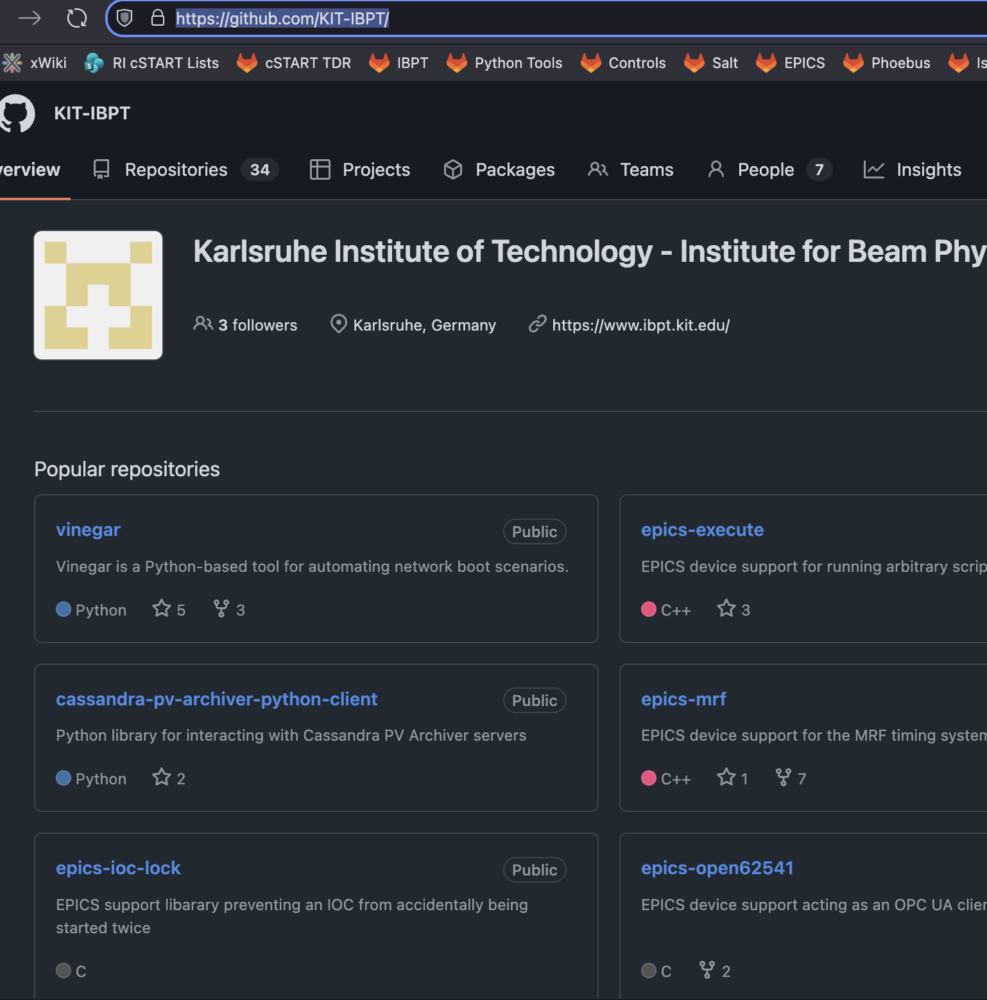 https://github.com/KIT-IBPT/
xWiki RI cSTART Lists cSTART TDR IBPT Python Tools Controls Salt EPICS Phoebus Is
KIT-IBPT
verview Repositories 34 Projects Packages Teams People 7 Insights
Karlsruhe Institute of Technology - Institute for Beam Phy
3 followers Karlsruhe, Germany https://www.ibpt.kit.edu/
Popular repositories
vinegar Public
Vinegar is a Python-based tool for automating network boot scenarios.
Python 5 3
epics-execute
EPICS device support for running arbitrary scrip
C++ 3
cassandra-pv-archiver-python-client Public
Python library for interacting with Cassandra PV Archiver servers
Python 2
epics-mrf
EPICS device support for the MRF timing system
C++ 1 7
epics-ioc-lock Public
EPICS support libarary preventing an IOC from accidentally being
started twice
C
epics-open62541
EPICS device support acting as an OPC UA clien
C 2